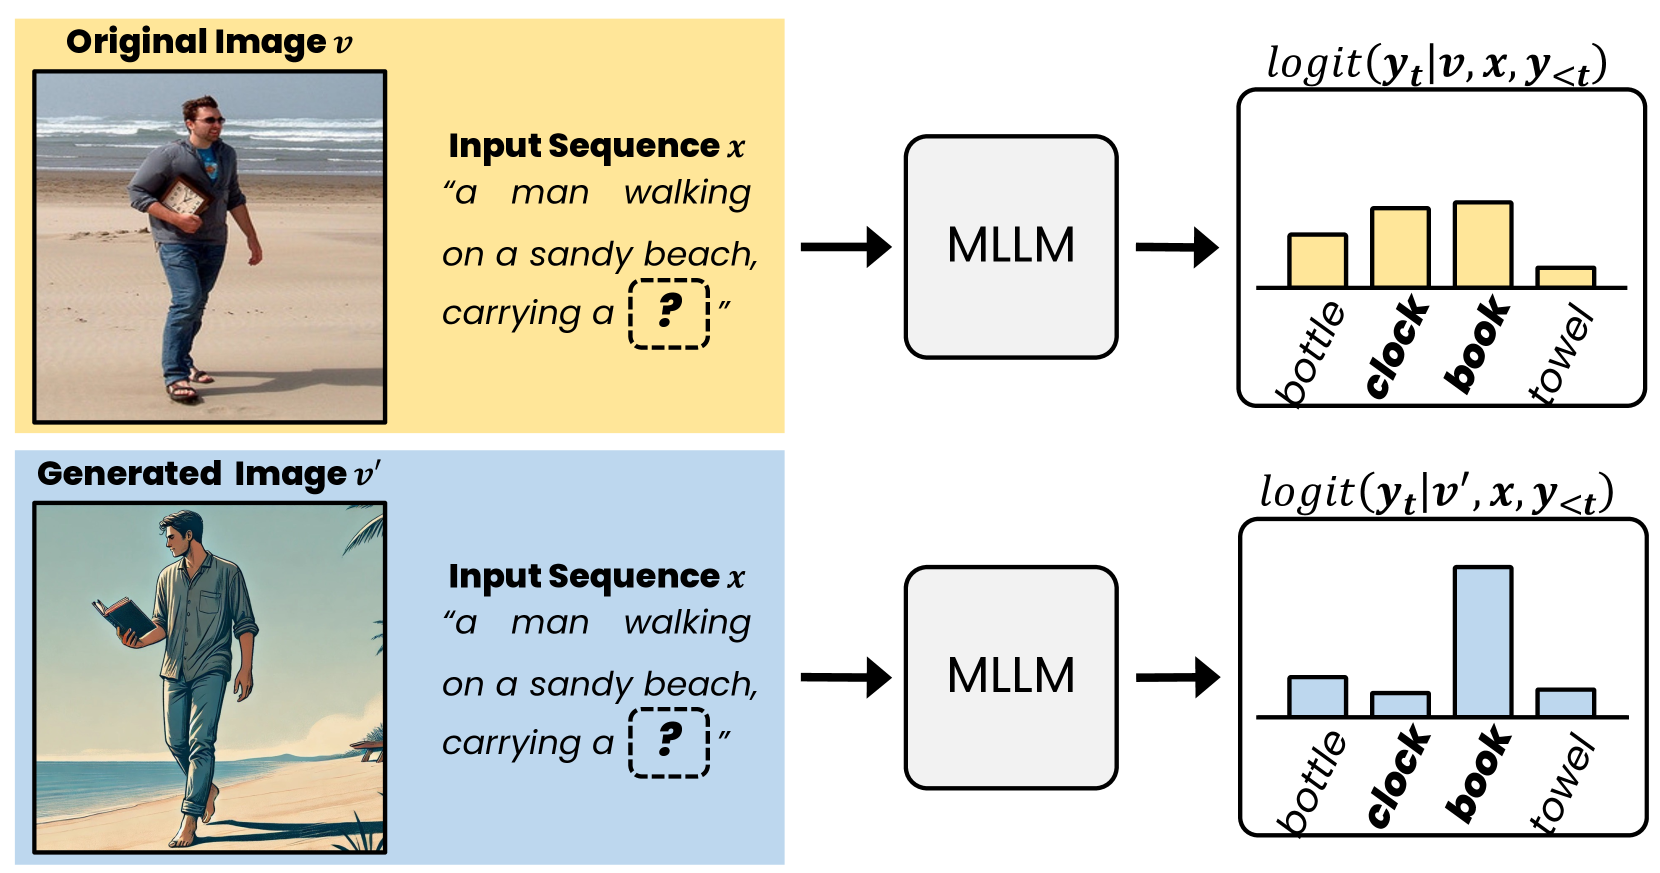 Original Image v
Input Sequence x
“a man walking
on a sandy beach,
carrying a ? ”
MLLM
logit(y_t|v, x, y_<t)
bottle
clock
book
towel
Generated Image v′
Input Sequence x
“a man walking
on a sandy beach,
carrying a ? ”
MLLM
logit(y_t|v′, x, y_<t)
bottle
clock
book
towel